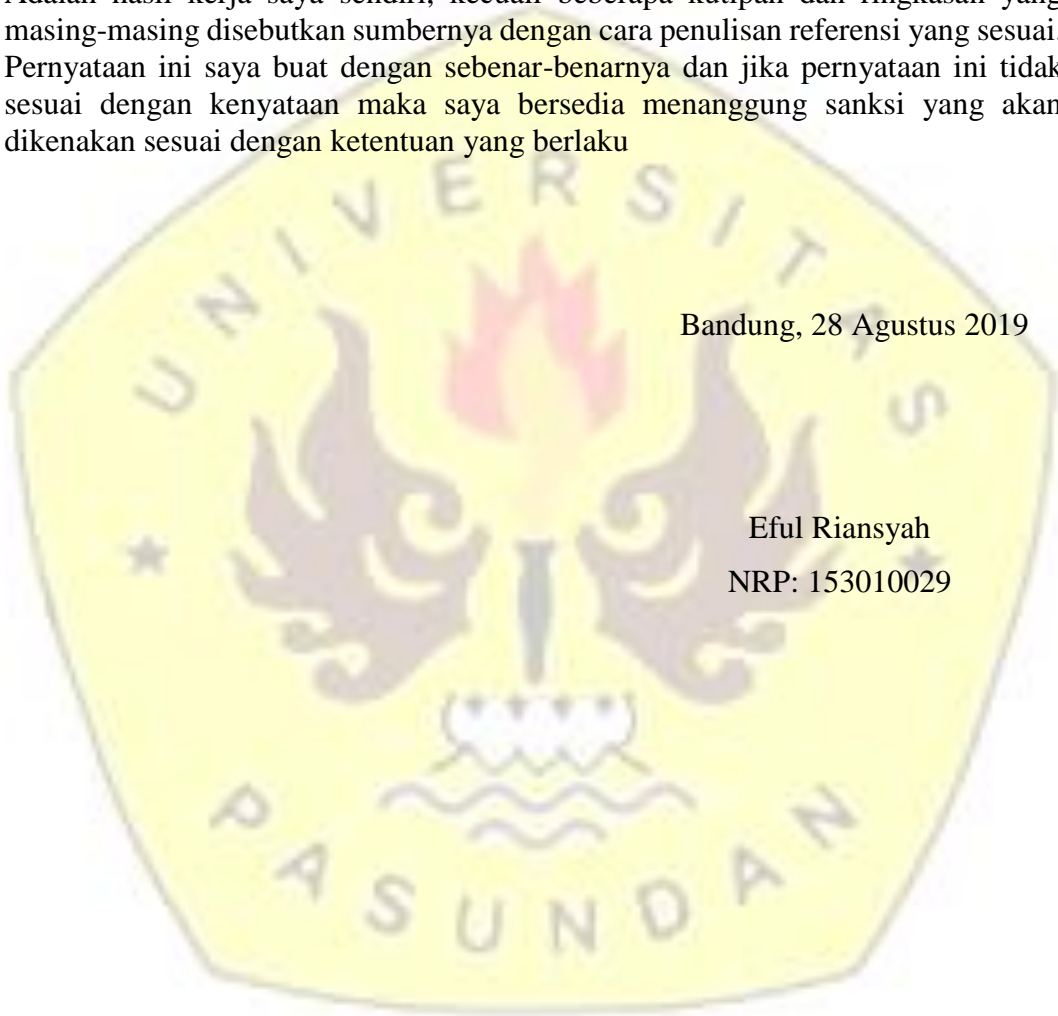 Adalah hasil kerja saya sendiri, kecuali beberapa kutipan dan ringkasan yang
masing-masing disebutkan sumbernya dengan cara penulisan referensi yang sesuai.
Pernyataan ini saya buat dengan sebenar-benarnya dan jika pernyataan ini tidak
sesuai dengan kenyataan maka saya bersedia menanggung sanksi yang akan
dikenakan sesuai dengan ketentuan yang berlaku
UNIVERSITAS
Bandung, 28 Agustus 2019
Eful Riansyah
NRP: 153010029
PASUNDAN